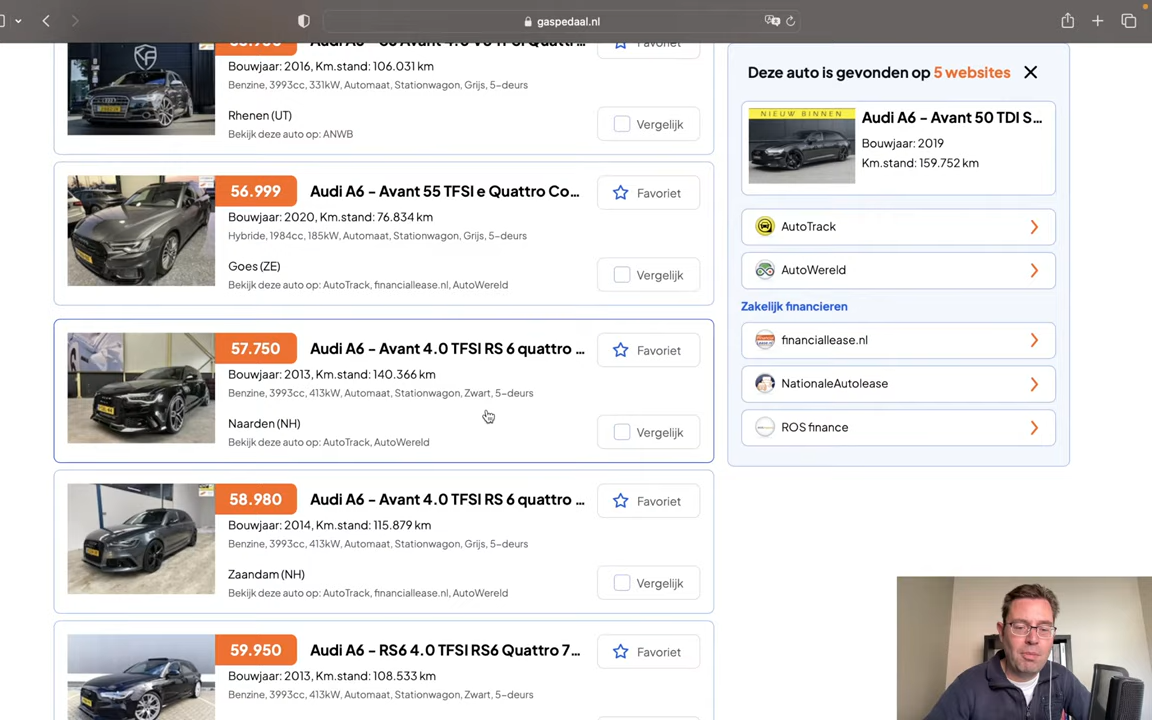 gaspedaal.nl
Bouwjaar: 2016, Km.stand: 106.031 km
Benzine, 3993cc, 331kW, Automaat, Stationwagon, Grijs, 5-deurs
Rhenen (UT)
Bekijk deze auto op: ANWB
Vergelijk
56.999
Audi A6 - Avant 55 TFSI e Quattro Co...
Favoriet
Bouwjaar: 2020, Km.stand: 76.834 km
Hybride, 1984cc, 185kW, Automaat, Stationwagon, Grijs, 5-deurs
Goes (ZE)
Bekijk deze auto op: AutoTrack, financiallease.nl, AutoWereld
Vergelijk
57.750
Audi A6 - Avant 4.0 TFSI RS 6 quattro ...
Favoriet
Bouwjaar: 2013, Km.stand: 140.366 km
Benzine, 3993cc, 413kW, Automaat, Stationwagon, Zwart, 5-deurs
Naarden (NH)
Bekijk deze auto op: AutoTrack, AutoWereld
Vergelijk
58.980
Audi A6 - Avant 4.0 TFSI RS 6 quattro ...
Favoriet
Bouwjaar: 2014, Km.stand: 115.879 km
Benzine, 3993cc, 413kW, Automaat, Stationwagon, Grijs, 5-deurs
Zaandam (NH)
Bekijk deze auto op: AutoTrack, financiallease.nl, AutoWereld
Vergelijk
59.950
Audi A6 - RS6 4.0 TFSI RS6 Quattro 7...
Favoriet
Bouwjaar: 2013, Km.stand: 108.533 km
Benzine, 3993cc, 413kW, Automaat, Stationwagon, Zwart, 5-deurs
Deze auto is gevonden op 5 websites
NIEUW BINNEN
Audi A6 - Avant 50 TDI S...
Bouwjaar: 2019
Km.stand: 159.752 km
AutoTrack
AutoWereld
Zakelijk financieren
financiallease.nl
NationaleAutolease
ROS finance